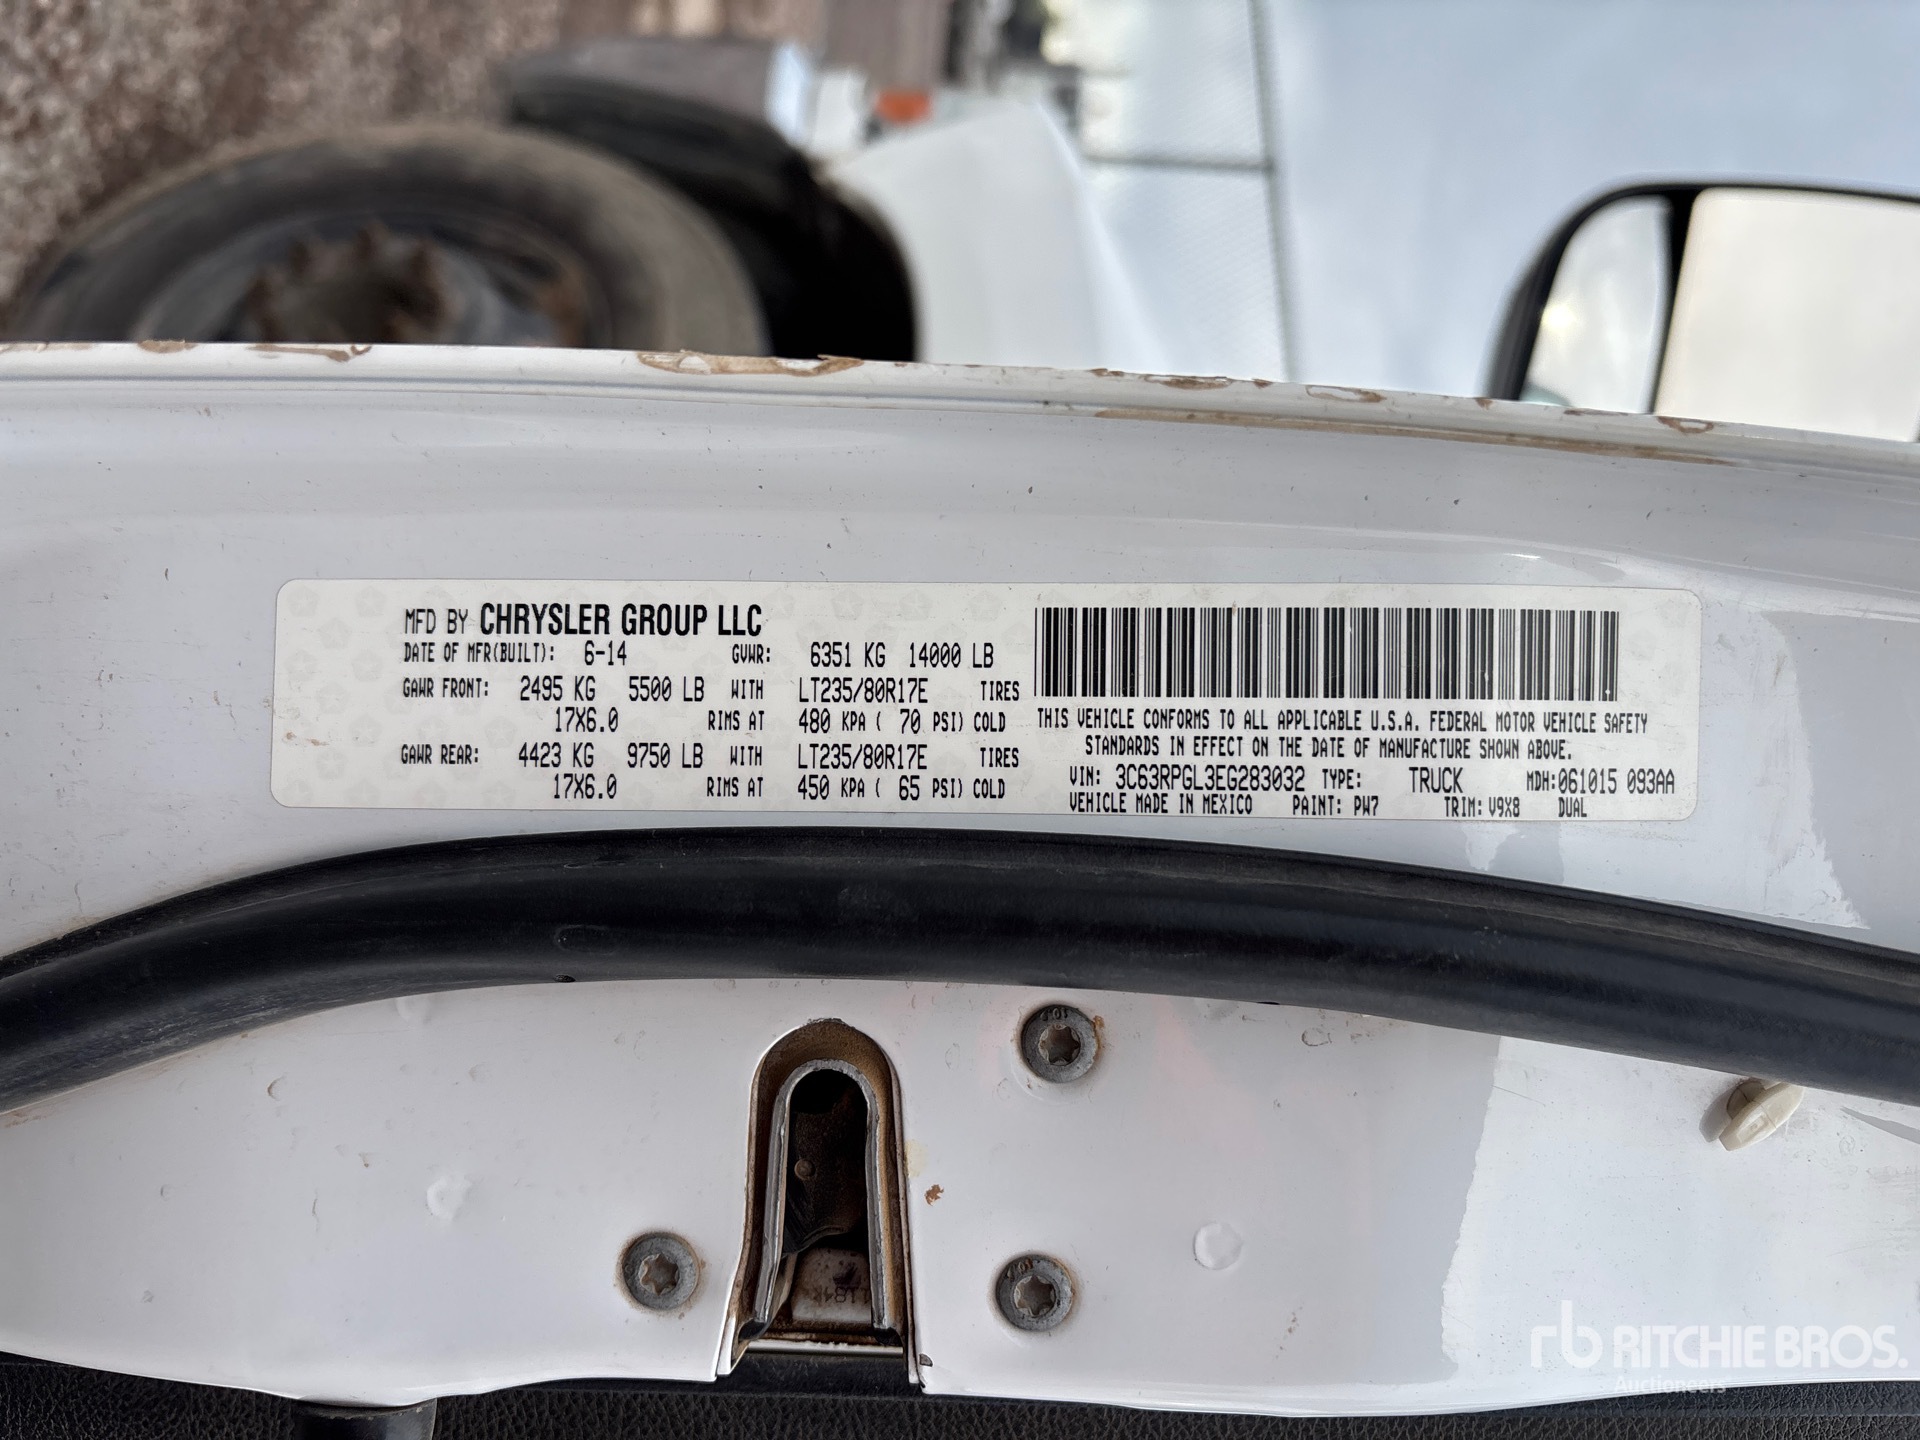 MFD BY CHRYSLER GROUP LLC
DATE OF MFR(BUILT): 6-14 GVWR: 6351 KG 14000 LB
GAWR FRONT: 2495 KG 5500 LB WITH LT235/80R17E TIRES
17X6.0 RIMS AT 480 KPA ( 70 PSI) COLD
GAWR REAR: 4423 KG 9750 LB WITH LT235/80R17E TIRES
17X6.0 RIMS AT 450 KPA ( 65 PSI) COLD
THIS VEHICLE CONFORMS TO ALL APPLICABLE U.S.A. FEDERAL MOTOR VEHICLE SAFETY
STANDARDS IN EFFECT ON THE DATE OF MANUFACTURE SHOWN ABOVE.
VIN: 3C63RPGL3EG283032 TYPE: TRUCK MDH:061015 093AA
VEHICLE MADE IN MEXICO PAINT: PW7 TRIM: V9X8 DUAL
rb RITCHIE BROS.
Auctioneers